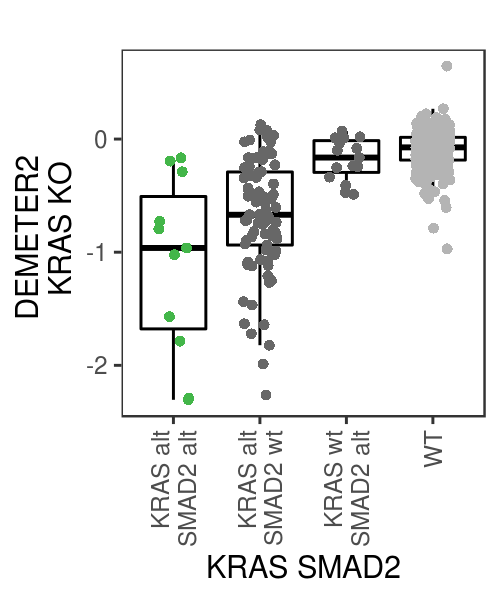 DEMETER2
KRAS KO
0
-1
-2
KRAS alt
SMAD2 alt
KRAS alt
SMAD2 wt
KRAS wt
SMAD2 alt
WT
KRAS SMAD2